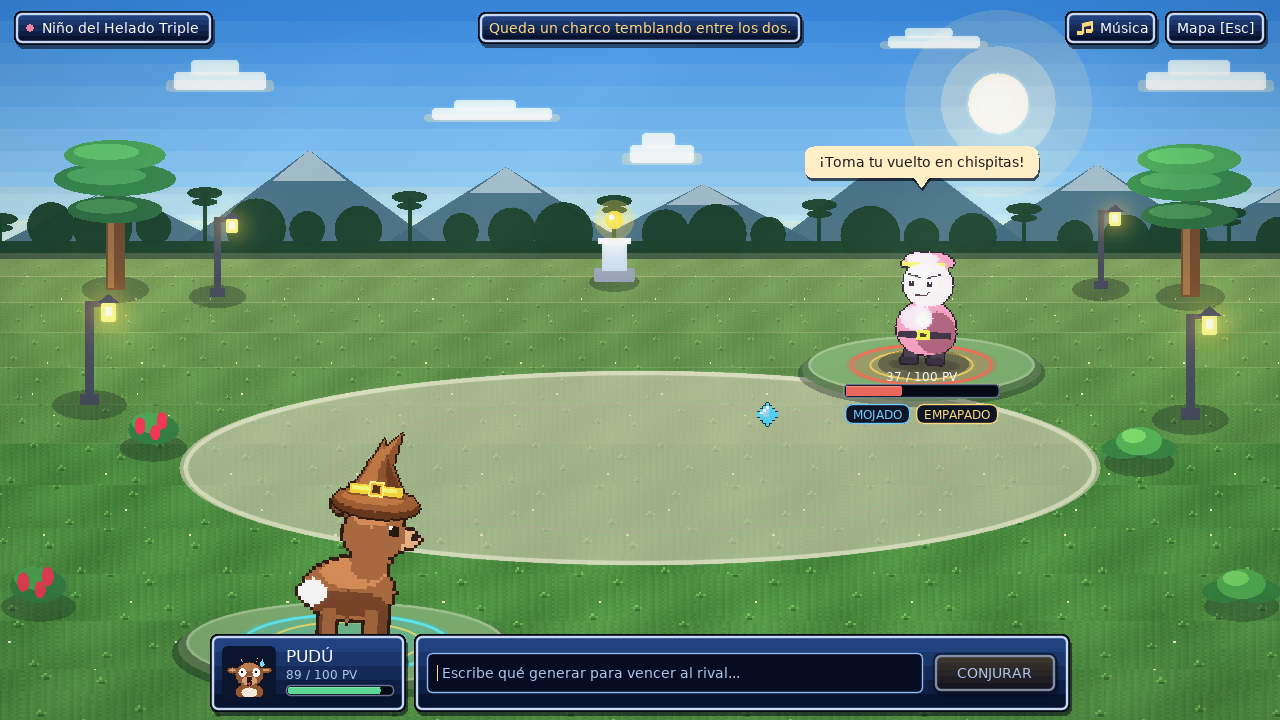 Niño del Helado Triple
Queda un charco temblando entre los dos.
Música
Mapa [Esc]
¡Toma tu vuelto en chispitas!
37 / 100 PV
MOJADO
EMPAPADO
PUDÚ
89 / 100 PV
Escribe qué generar para vencer al rival...
CONJURAR